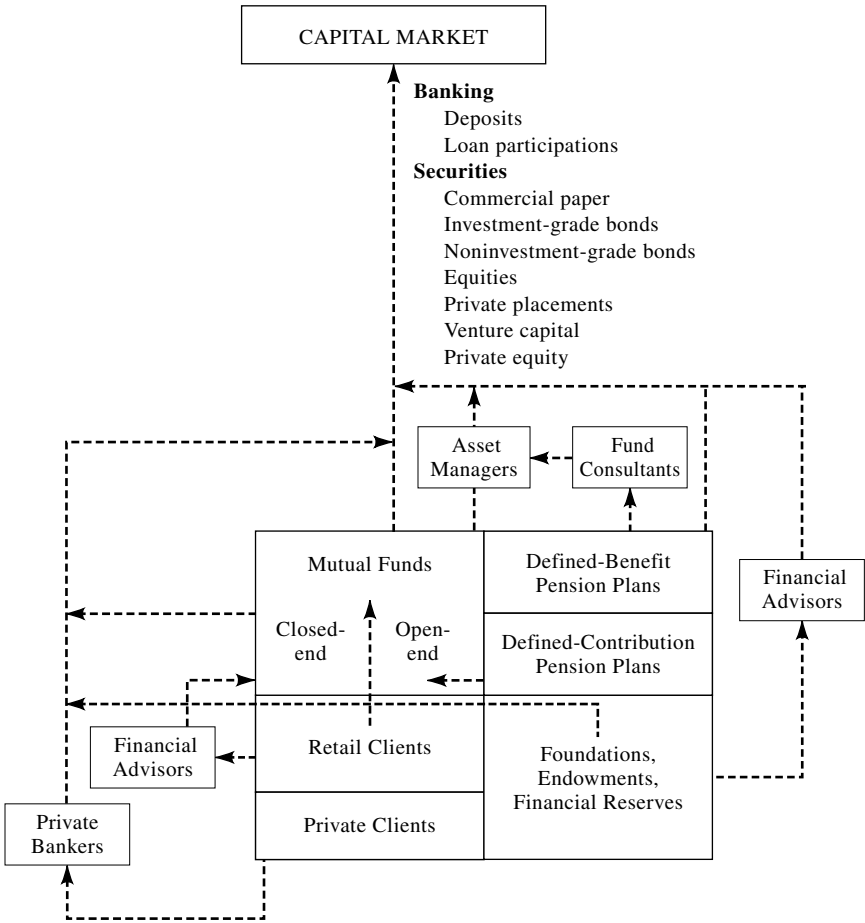 CAPITAL MARKET
Banking
Deposits
Loan participations
Securities
Commercial paper
Investment-grade bonds
Noninvestment-grade bonds
Equities
Private placements
Venture capital
Private equity
Asset
Managers
Fund
Consultants
Mutual Funds
Closed-
end
Open-
end
Defined-Benefit
Pension Plans
Defined-Contribution
Pension Plans
Financial
Advisors
Financial
Advisors
Retail Clients
Foundations,
Endowments,
Financial Reserves
Private
Bankers
Private Clients